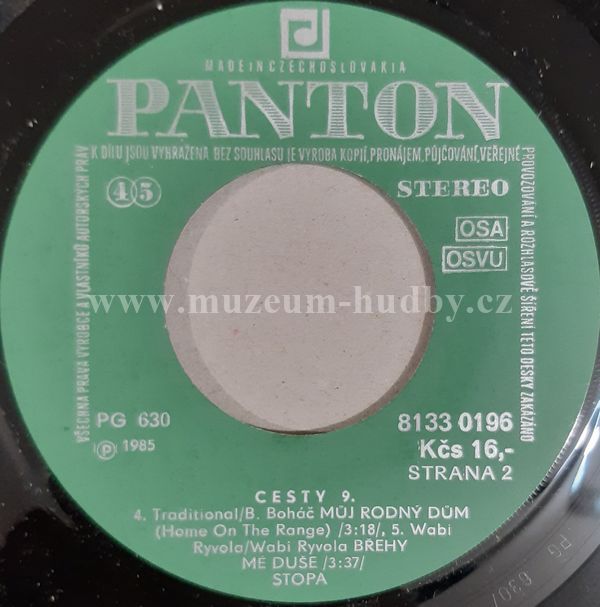 MADE IN CZECHOSLOVAKIA
PANTON
VŠECHNA PRÁVA VÝROBCE A VLASTNÍKŮ AUTORSKÝCH PRÁV
K DÍLU JSOU VYHRAZENA. BEZ SOUHLASU JE VÝROBA KOPIÍ, PRONÁJEM, PŮJČOVÁNÍ, VEŘEJNÉ
PROVOZOVÁNÍ A ROZHLASOVÉ ŠÍŘENÍ TÉTO DESKY ZAKÁZÁNO
45
STEREO
OSA
OSVU
www.muzeum-hudby.cz
PG 630
Ⓟ 1985
8133 0196
Kčs 16,-
STRANA 2
CESTY 9.
4. Traditional/B. Boháč MŮJ RODNÝ DŮM
(Home On The Range) /3:18/, 5. Wabi
Ryvola/Wabi Ryvola BŘEHY
MÉ DUŠE /3:37/
STOPA
PG 6307